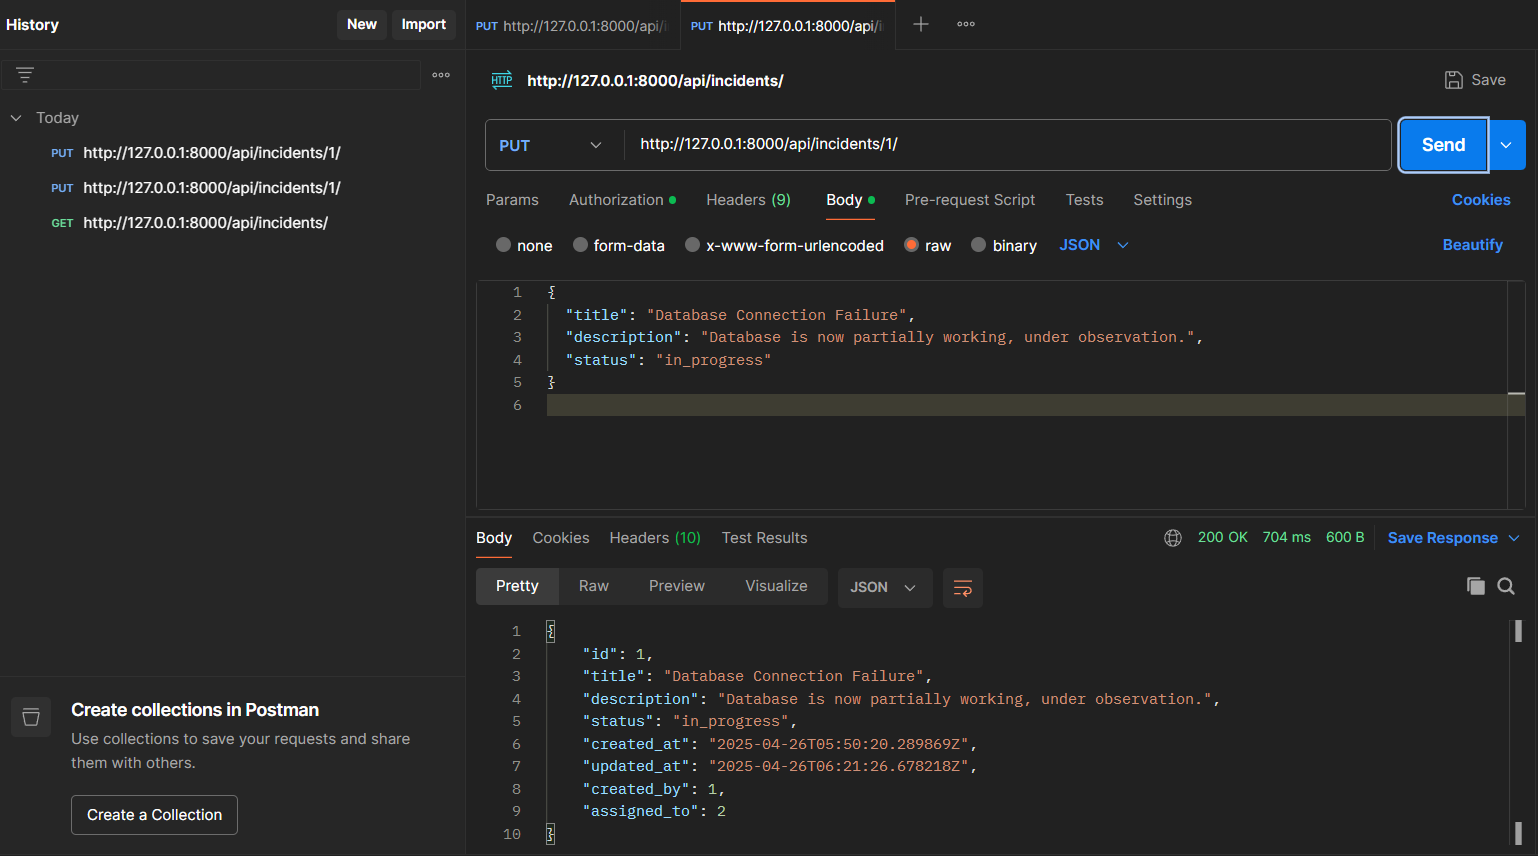 History
New
Import
Today
PUT http://127.0.0.1:8000/api/incidents/1/
PUT http://127.0.0.1:8000/api/incidents/1/
GET http://127.0.0.1:8000/api/incidents/
Create collections in Postman
Use collections to save your requests and share
them with others.
Create a Collection
PUT http://127.0.0.1:8000/api/i
PUT http://127.0.0.1:8000/api/i
HTTP http://127.0.0.1:8000/api/incidents/
Save
PUT http://127.0.0.1:8000/api/incidents/1/
Send
Params Authorization Headers (9) Body Pre-request Script Tests Settings Cookies
none form-data x-www-form-urlencoded raw binary JSON Beautify
1 {
2 "title": "Database Connection Failure",
3 "description": "Database is now partially working, under observation.",
4 "status": "in_progress"
5 }
6
Body Cookies Headers (10) Test Results 200 OK 704 ms 600 B Save Response
Pretty Raw Preview Visualize JSON
1 {
2 "id": 1,
3 "title": "Database Connection Failure",
4 "description": "Database is now partially working, under observation.",
5 "status": "in_progress",
6 "created_at": "2025-04-26T05:50:20.289869Z",
7 "updated_at": "2025-04-26T06:21:26.678218Z",
8 "created_by": 1,
9 "assigned_to": 2
10 }